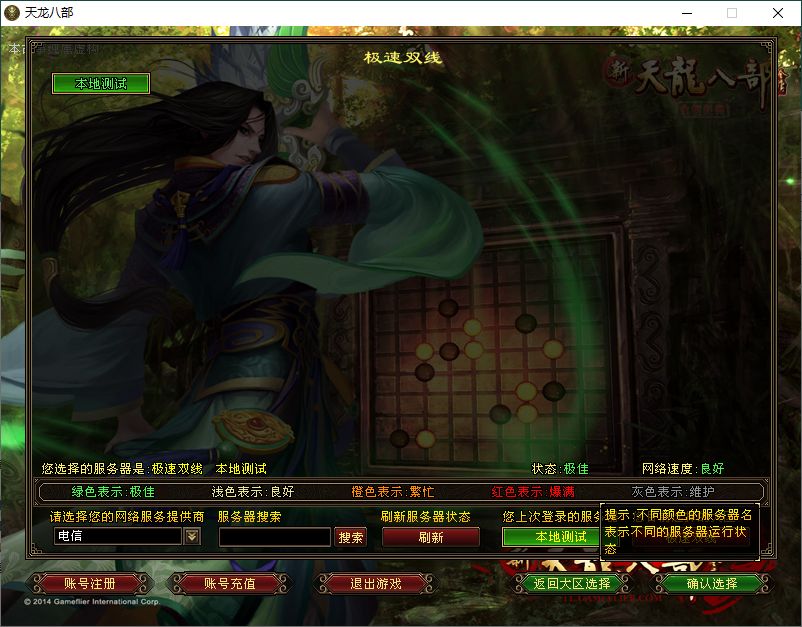 天龙八部
极速双线
本地测试
新天龍八部
您选择的服务器是:极速双线 本地测试
状态:极佳
网络速度:良好
绿色表示:极佳
浅色表示:良好
橙色表示:繁忙
红色表示:爆满
灰色表示:维护
请选择您的网络服务提供商
服务器搜索
刷新服务器状态
您上次登录的服务
电信
搜索
刷新
本地测试
提示:不同颜色的服务器名
表示不同的服务器运行状
态
账号注册
账号充值
退出游戏
返回大区选择
确认选择
© 2014 Gameflier International Corp.